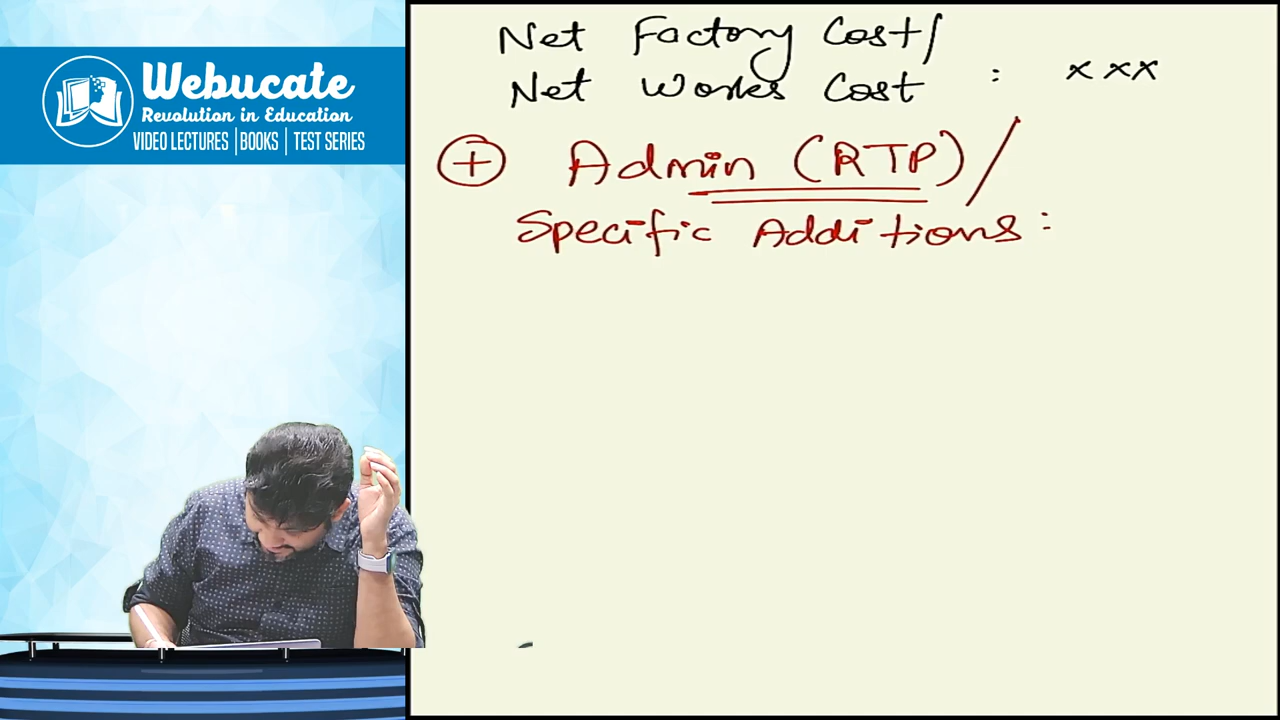 Webucate
Revolution in Education
VIDEO LECTURES | BOOKS | TEST SERIES
Net Factory Cost/
Net Works Cost : xxx
+ Admin (RTP)/
Specific Additions: